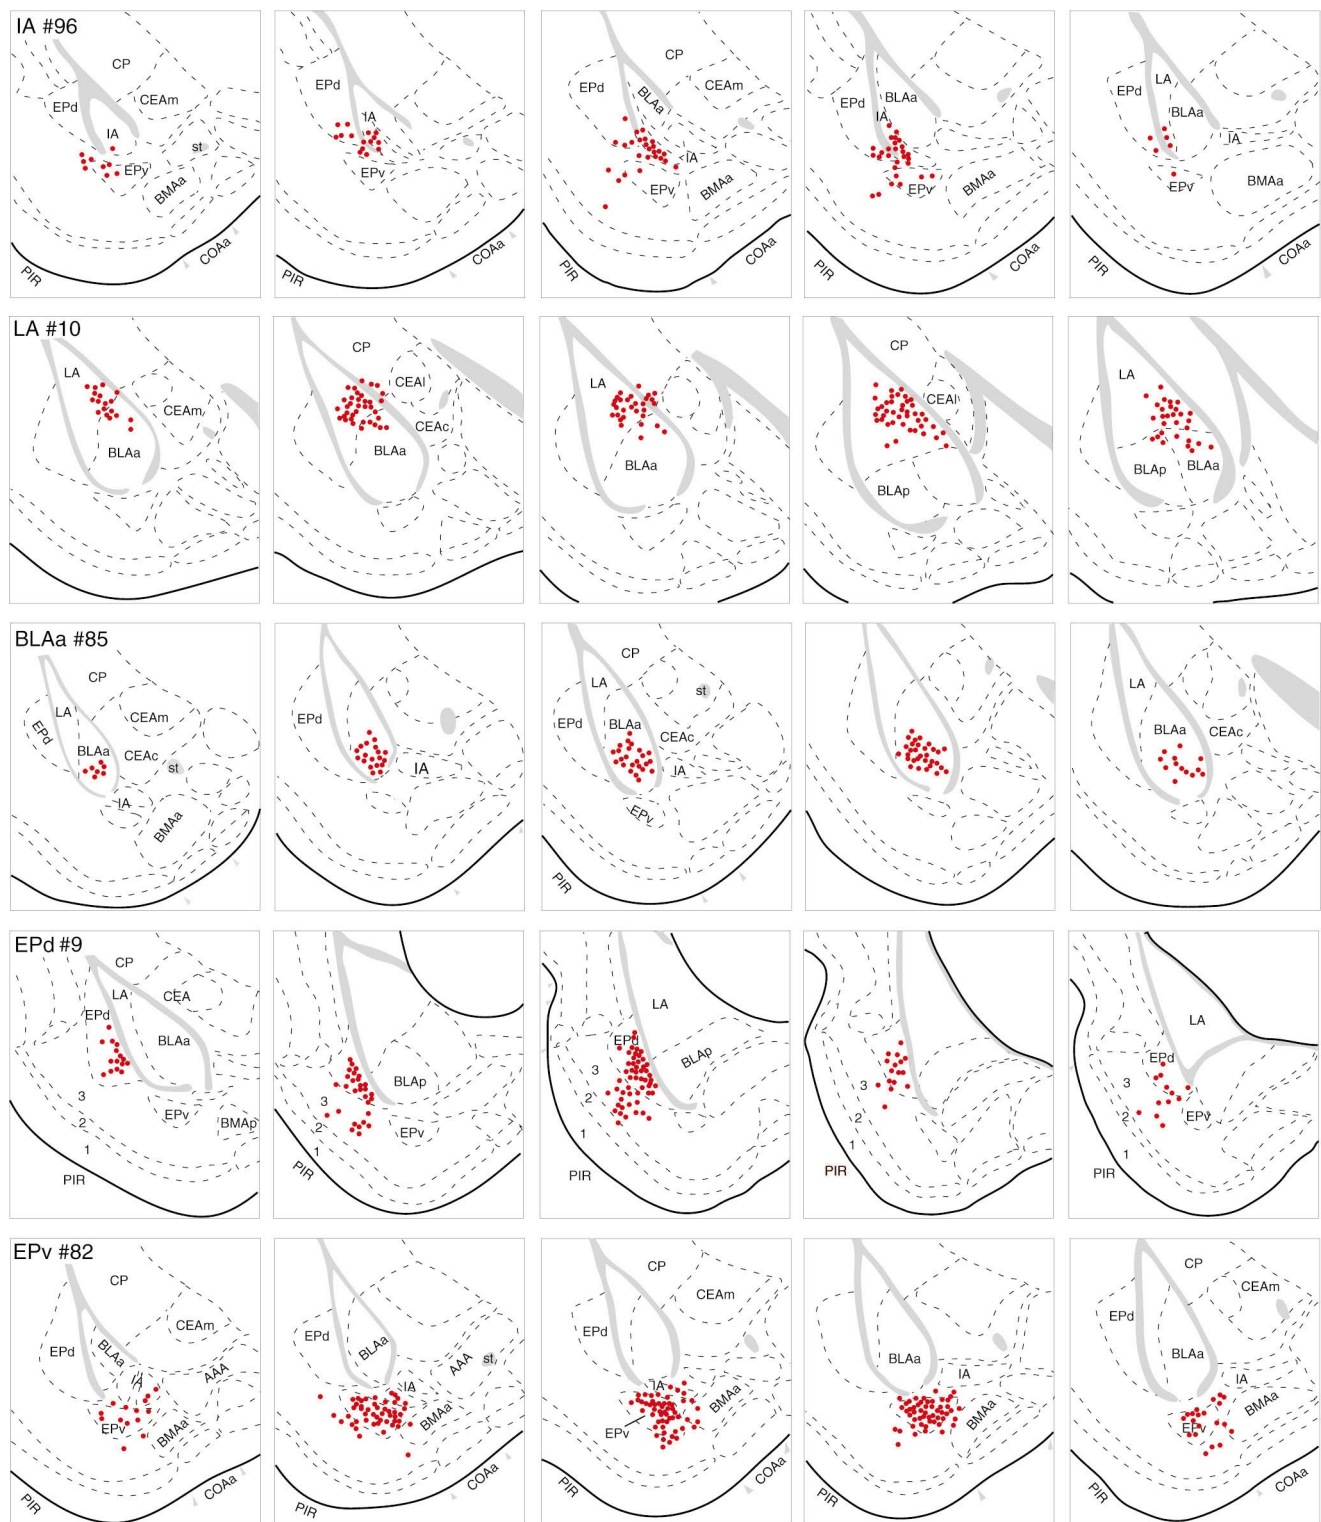 IA #96
CP
EPd
CEAm
IA
st
EPv
BMAa
PIR
COAa
EPd
IA
EPv
PIR
COAa
CP
EPd
BLAa
CEAm
IA
EPv
BMAa
PIR
COAa
EPd
BLAa
IA
EPv
BMAa
PIR
COAa
LA
EPd
BLAa
IA
EPv
BMAa
PIR
COAa
LA #10
LA
CEAm
BLAa
CP
CEAl
CEAc
BLAa
LA
BLAa
CP
CEAl
BLAp
LA
BLAp
BLAa
BLAa #85
CP
LA
CEAm
EPd
BLAa
CEAc
st
IA
BMAa
EPd
IA
CP
LA
st
EPd
BLAa
CEAc
IA
EPv
PIR
LA
BLAa
CEAc
EPd #9
CP
LA
CEA
EPd
BLAa
3
EPv
2
BMAp
1
PIR
BLAp
3
2
EPv
1
PIR
LA
EPd
BLAp
3
2
1
PIR
3
2
1
PIR
LA
EPd
3
2
EPv
1
PIR
EPv #82
CP
CEAm
EPd
BLAa
AAA
IA
EPv
BMAa
PIR
COAa
EPd
BLAa
AAA
st
IA
BMAa
PIR
COAa
CP
CEAm
EPd
IA
BMAa
EPv
PIR
COAa
BLAa
IA
BMAa
CP
CEAm
EPd
BLAa
IA
BMAa
EPv
PIR
COAa